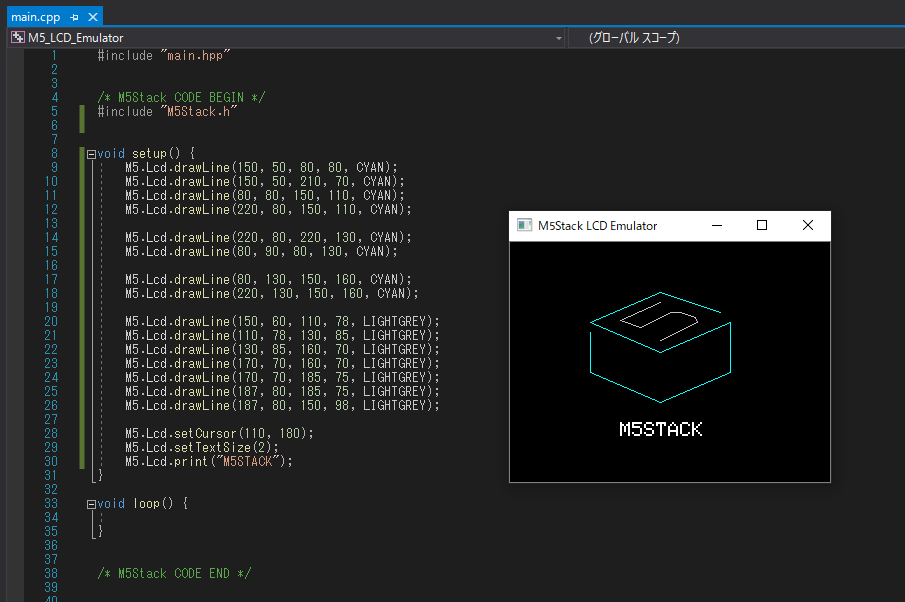 main.cpp
M5_LCD_Emulator
(グローバル スコープ)
1 #include "main.hpp"
2
3
4 /* M5Stack CODE BEGIN */
5 #include "M5Stack.h"
6
7
8 void setup() {
9 M5.Lcd.drawLine(150, 50, 80, 80, CYAN);
10 M5.Lcd.drawLine(150, 50, 210, 70, CYAN);
11 M5.Lcd.drawLine(80, 80, 150, 110, CYAN);
12 M5.Lcd.drawLine(220, 80, 150, 110, CYAN);
13
14 M5.Lcd.drawLine(220, 80, 220, 130, CYAN);
15 M5.Lcd.drawLine(80, 90, 80, 130, CYAN);
16
17 M5.Lcd.drawLine(80, 130, 150, 160, CYAN);
18 M5.Lcd.drawLine(220, 130, 150, 160, CYAN);
19
20 M5.Lcd.drawLine(150, 60, 110, 78, LIGHTGREY);
21 M5.Lcd.drawLine(110, 78, 130, 85, LIGHTGREY);
22 M5.Lcd.drawLine(130, 85, 160, 70, LIGHTGREY);
23 M5.Lcd.drawLine(170, 70, 160, 70, LIGHTGREY);
24 M5.Lcd.drawLine(170, 70, 185, 75, LIGHTGREY);
25 M5.Lcd.drawLine(187, 80, 185, 75, LIGHTGREY);
26 M5.Lcd.drawLine(187, 80, 150, 98, LIGHTGREY);
27
28 M5.Lcd.setCursor(110, 180);
29 M5.Lcd.setTextSize(2);
30 M5.Lcd.print("M5STACK");
31 }
32
33 void loop() {
34
35 }
36
37
38 /* M5Stack CODE END */
39
40
M5Stack LCD Emulator
M5STACK